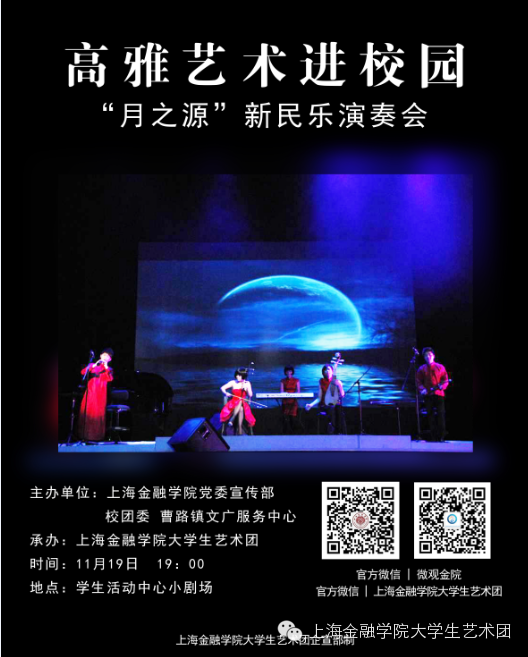 高雅艺术进校园
“月之源”新民乐演奏会
主办单位：上海金融学院党委宣传部
校团委 曹路镇文广服务中心
承办：上海金融学院大学生艺术团
时间：11月19日 19：00
地点：学生活动中心小剧场
官方微信 | 微观金院
官方微信 | 上海金融学院大学生艺术团
上海金融学院大学生艺术团
上海金融学院大学生艺术团企宣部制